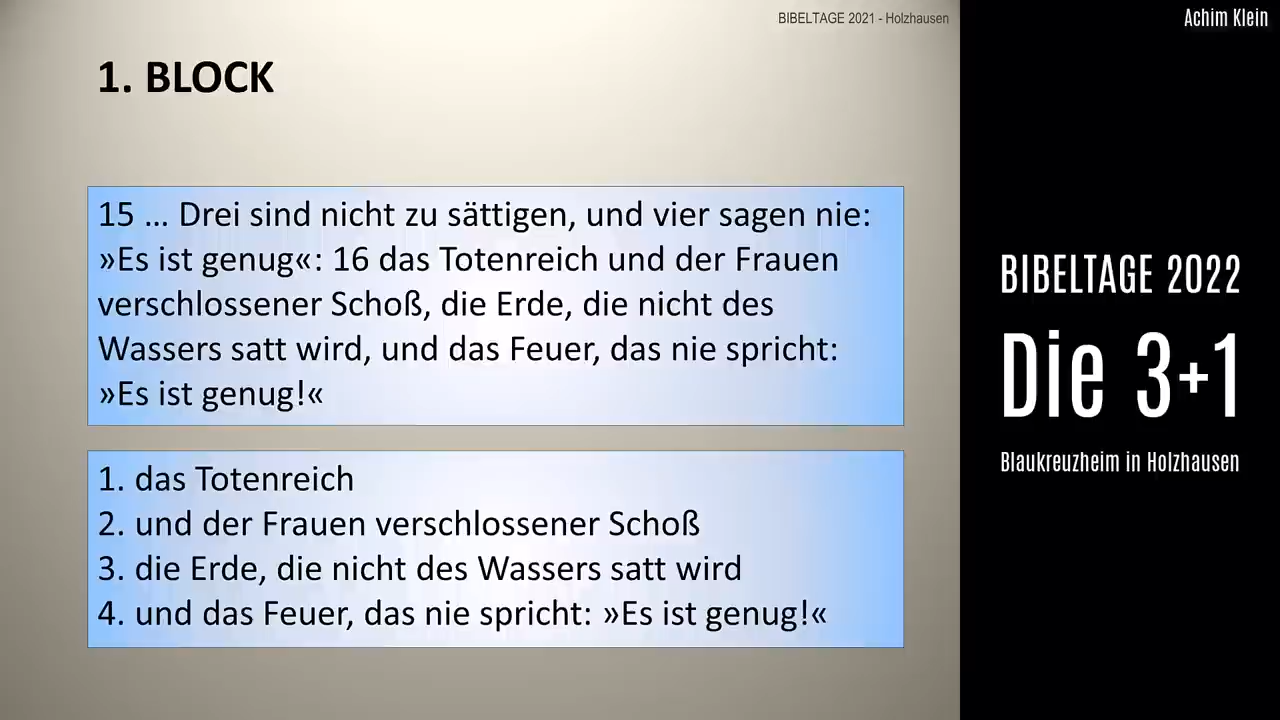 BIBELTAGE 2021 - Holzhausen
1. BLOCK
15 … Drei sind nicht zu sättigen, und vier sagen nie:
»Es ist genug«: 16 das Totenreich und der Frauen
verschlossener Schoß, die Erde, die nicht des
Wassers satt wird, und das Feuer, das nie spricht:
»Es ist genug!«
1. das Totenreich
2. und der Frauen verschlossener Schoß
3. die Erde, die nicht des Wassers satt wird
4. und das Feuer, das nie spricht: »Es ist genug!«
Achim Klein
BIBELTAGE 2022
Die 3+1
Blaukreuzheim in Holzhausen